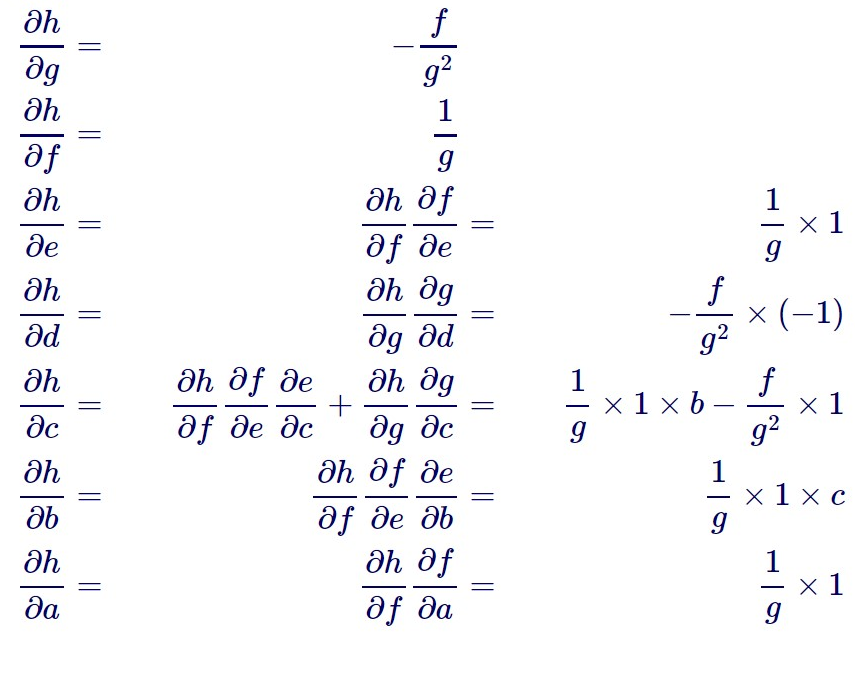 ∂h/∂g = −f/g²
∂h/∂f = 1/g
∂h/∂e = ∂h/∂f ∂f/∂e = 1/g × 1
∂h/∂d = ∂h/∂g ∂g/∂d = −f/g² × (−1)
∂h/∂c = ∂h/∂f ∂f/∂e ∂e/∂c + ∂h/∂g ∂g/∂c = 1/g × 1 × b − f/g² × 1
∂h/∂b = ∂h/∂f ∂f/∂e ∂e/∂b = 1/g × 1 × c
∂h/∂a = ∂h/∂f ∂f/∂a = 1/g × 1